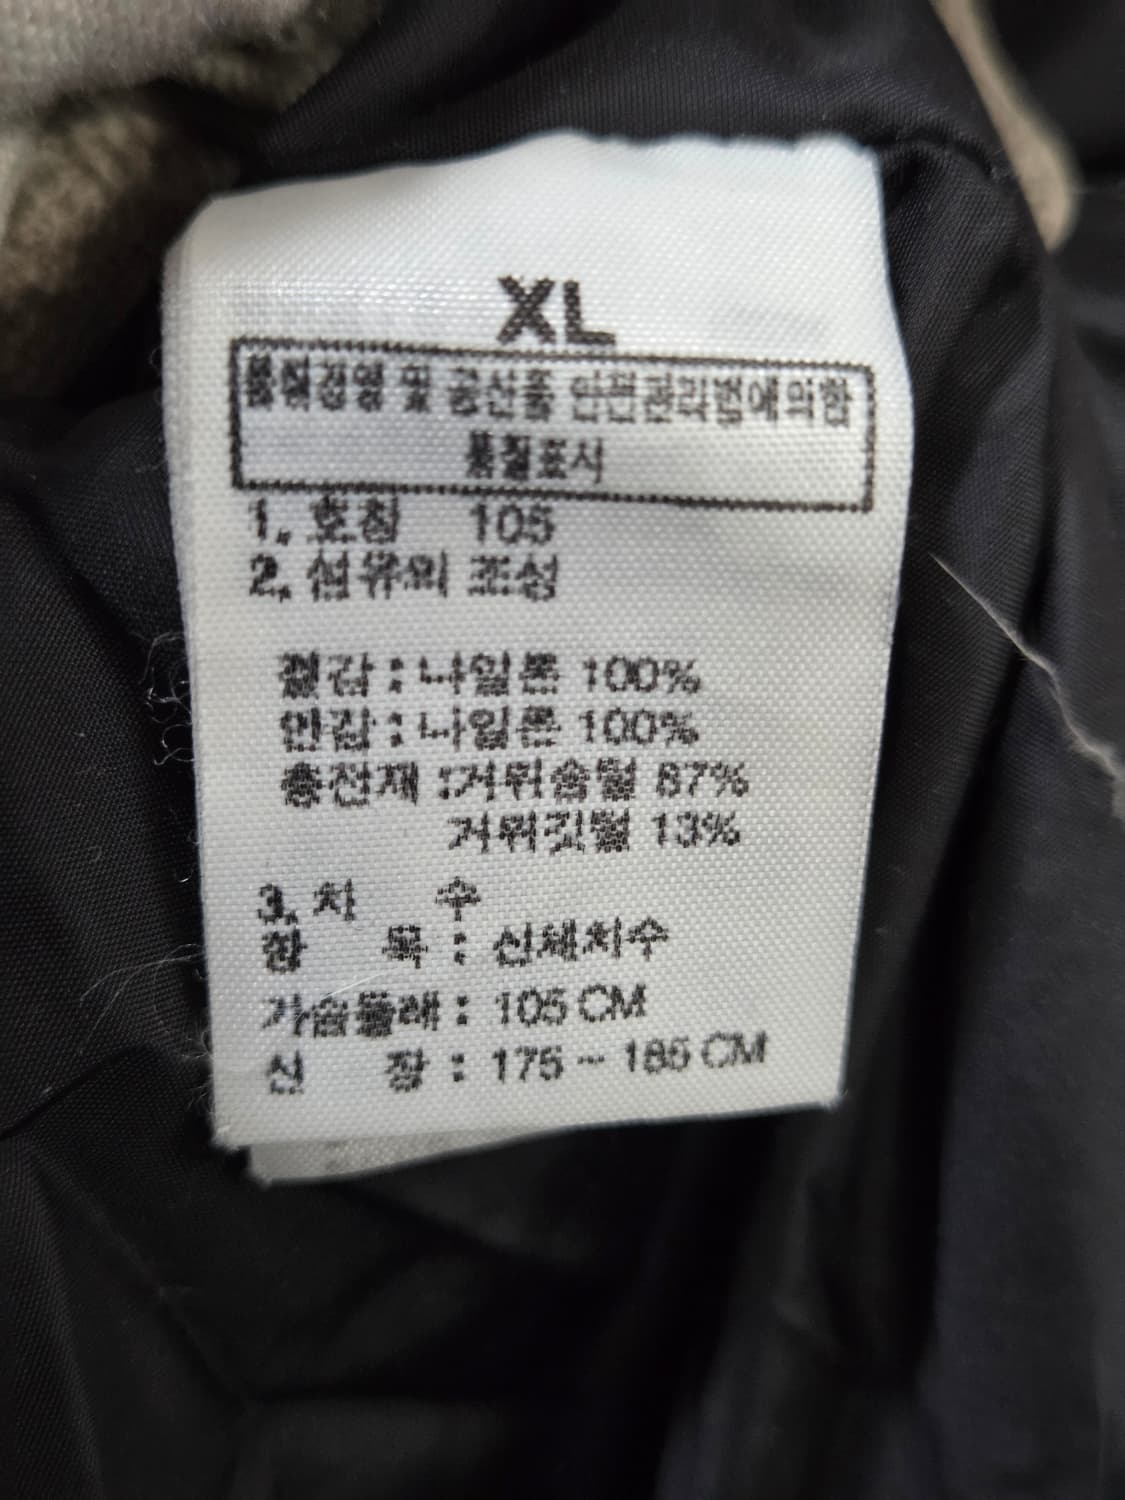 XL
품질경영 및 공산품 안전관리법에의함
품질표시
1. 호칭 105
2. 섬유의 조성
겉감 : 나일론 100%
안감 : 나일론 100%
충전재 : 거위솜털 87%
거위깃털 13%
3. 치 수
항 목 : 신체치수
가슴둘레 : 105 CM
신 장 : 175 ~ 185 CM